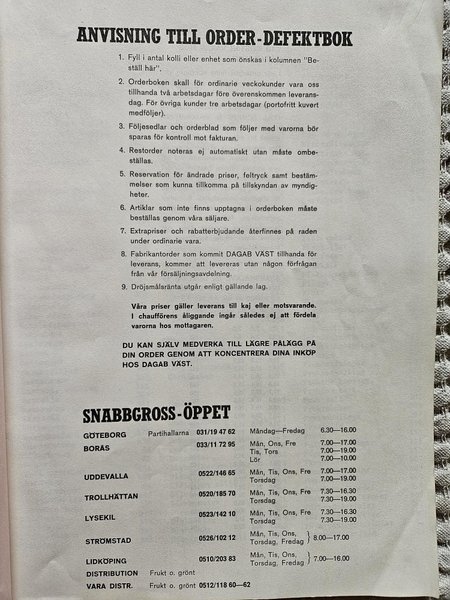 ANVISNING TILL ORDER-DEFEKTBOK
1. Fyll i antal kolli eller enhet som önskas i kolumnen "Be-
ställ här".
2. Orderboken skall för ordinarie veckokunder vara oss
tillhanda två arbetsdagar före överenskommen leverans-
dag. För övriga kunder tre arbetsdagar (portofritt kuvert
medföljer).
3. Följesedlar och orderblad som följer med varorna bör
sparas för kontroll mot fakturan.
4. Restorder noteras ej automatiskt utan måste ombe-
ställas.
5. Reservation för ändrade priser, feltryck samt bestäm-
melser som kunna tillkomma på tillskyndan av myndig-
heter.
6. Artiklar som inte finns upptagna i orderboken måste
beställas genom våra säljare.
7. Extrapriser och rabatterbjudande återfinnes på raden
under ordinarie vara.
8. Fabrikantorder som åkommit DAGAB VÄST tillhanda för
leverans, kommer att levereras utan någon förfrågan
från vår försäljningsavdelning.
9. Dröjsmålsränta utgår enligt gällande lag.
Våra priser gäller leverans till kaj eller motsvarande.
I chaufförens åliggande ingår således ej att fördela
varorna hos mottagaren.
DU KAN SJÄLV MEDVERKA TILL LÄGRE PÅLÄGG PÅ
DIN ORDER GENOM ATT KONCENTRERA DINA INKÖP
HOS DAGAB VÄST.
SNABBGROSS-ÖPPET
GÖTEBORG Partihallarna 031/19 47 62 Måndag—Fredag 6.30—16.00
BORÅS 033/11 72 95 Mån, Ons, Fre 7.00—17.00
Tis, Tors 7.00—19.00
Lör 7.00—10.00
UDDEVALLA 0522/146 65 Mån, Tis, Ons, Fre 7.00—17.00
Torsdag 7.00—19.00
TROLLHÄTTAN 0520/185 70 Mån, Tis, Ons, Fre 7.30—16.30
Torsdag 7.30—19.00
LYSEKIL 0523/142 10 Mån, Tis, Ons, Fre 7.30—16.30
Torsdag 7.30—19.00
STRÖMSTAD 0526/102 12 Mån, Tis, Ons,
Torsdag, Fredag } 8.00—17.00
LIDKÖPING 0510/203 83 Mån, Tis, Ons,
Torsdag, Fredag } 7.00—16.00
DISTRIBUTION Frukt o. grönt
VARA DISTR. Frukt o. grönt 0512/118 60—62